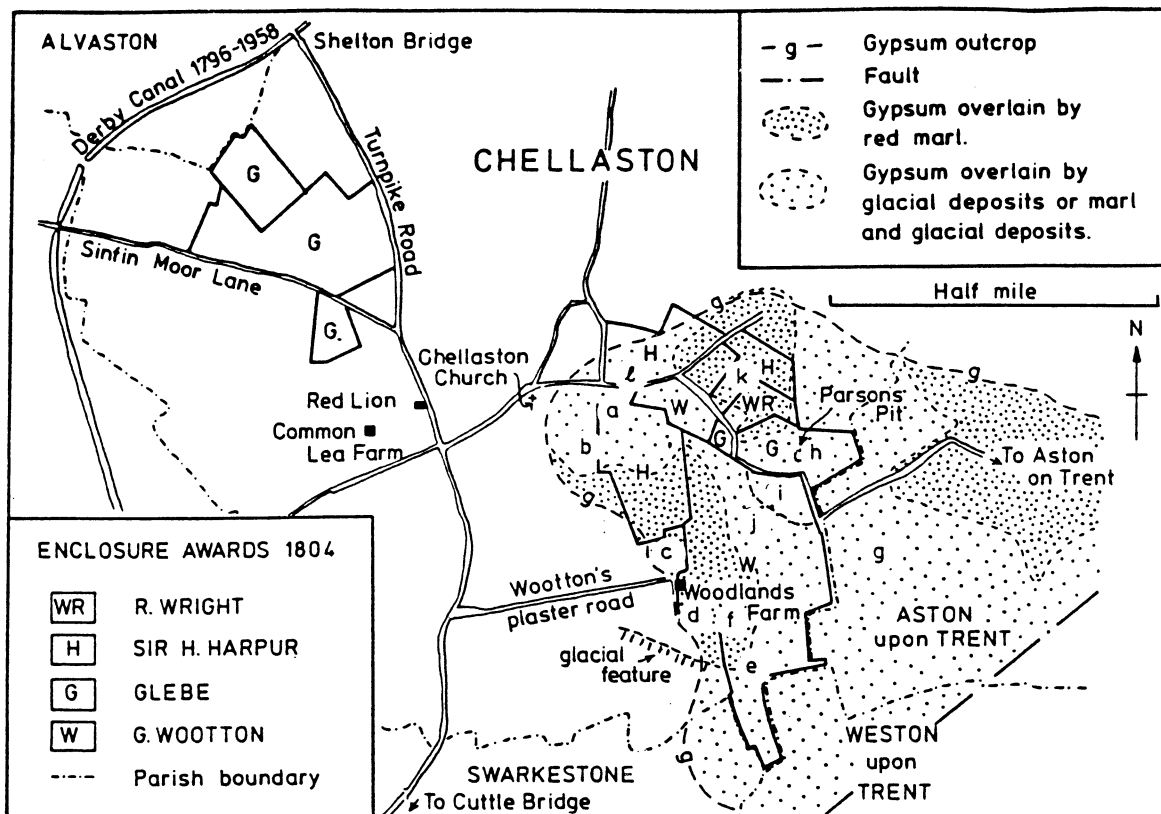 ALVASTON
Derby Canal 1796-1958
Shelton Bridge
Turnpike Road
CHELLASTON
G
G
G
Sinfin Moor Lane
Chellaston
Church
Red Lion
Common
Lea Farm
- g - Gypsum outcrop
Fault
Gypsum overlain by
red marl.
Gypsum overlain by
glacial deposits or marl
and glacial deposits.
Half mile
N
g
H
l
k
H
WR
W
G
Parsons
Pit
G
c
h
i
a
b
H
g
g
To Aston
on Trent
j
c
W
g
Wootton's
plaster road
Woodlands
Farm
d
f
e
glacial
feature
ASTON
upon TRENT
WESTON
upon
TRENT
g
SWARKESTONE
To Cuttle Bridge
ENCLOSURE AWARDS 1804
WR R. WRIGHT
H SIR H. HARPUR
G GLEBE
W G. WOOTTON
Parish boundary